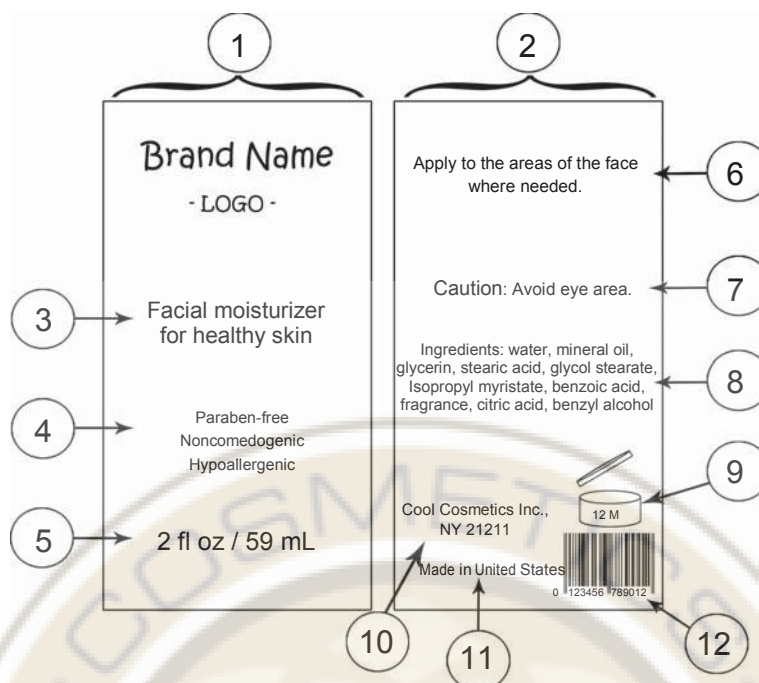 1
2
Brand Name
- LOGO -
3
Facial moisturizer
for healthy skin
4
Paraben-free
Noncomedogenic
Hypoallergenic
5
2 fl oz / 59 mL
Apply to the areas of the face
where needed.
6
Caution: Avoid eye area.
7
Ingredients: water, mineral oil,
glycerin, stearic acid, glycol stearate,
Isopropyl myristate, benzoic acid,
fragrance, citric acid, benzyl alcohol
8
12 M
9
Cool Cosmetics Inc.,
NY 21211
10
Made in United States
11
0 123456 789012
12
COSMETICS